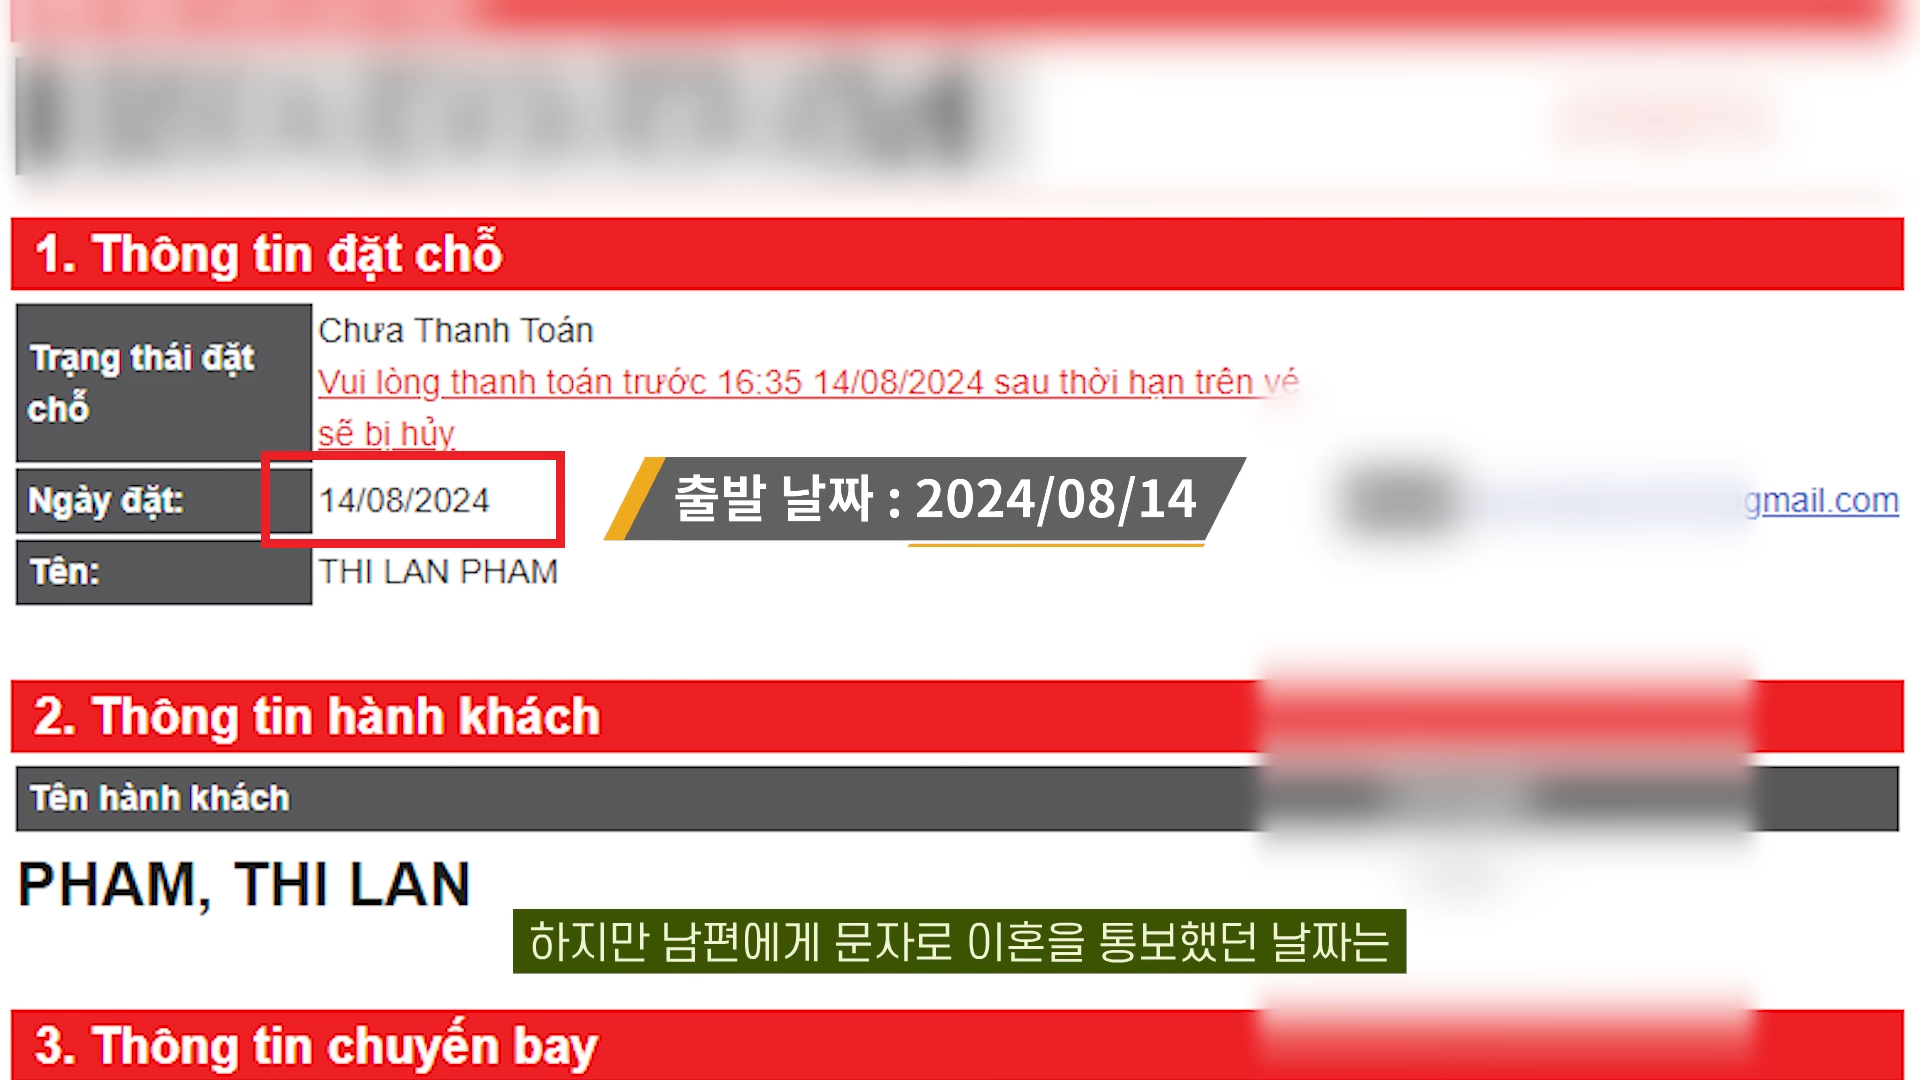 1. Thông tin đặt chỗ
Trạng thái đặt
chỗ
Chưa Thanh Toán
Vui lòng thanh toán trước 16:35 14/08/2024 sau thời hạn trên vé
sẽ bị hủy
Ngày đặt:
14/08/2024
출발 날짜 : 2024/08/14
gmail.com
Tên:
THI LAN PHAM
2. Thông tin hành khách
Tên hành khách
PHAM, THI LAN
하지만 남편에게 문자로 이혼을 통보했던 날짜는
3. Thông tin chuyến bay